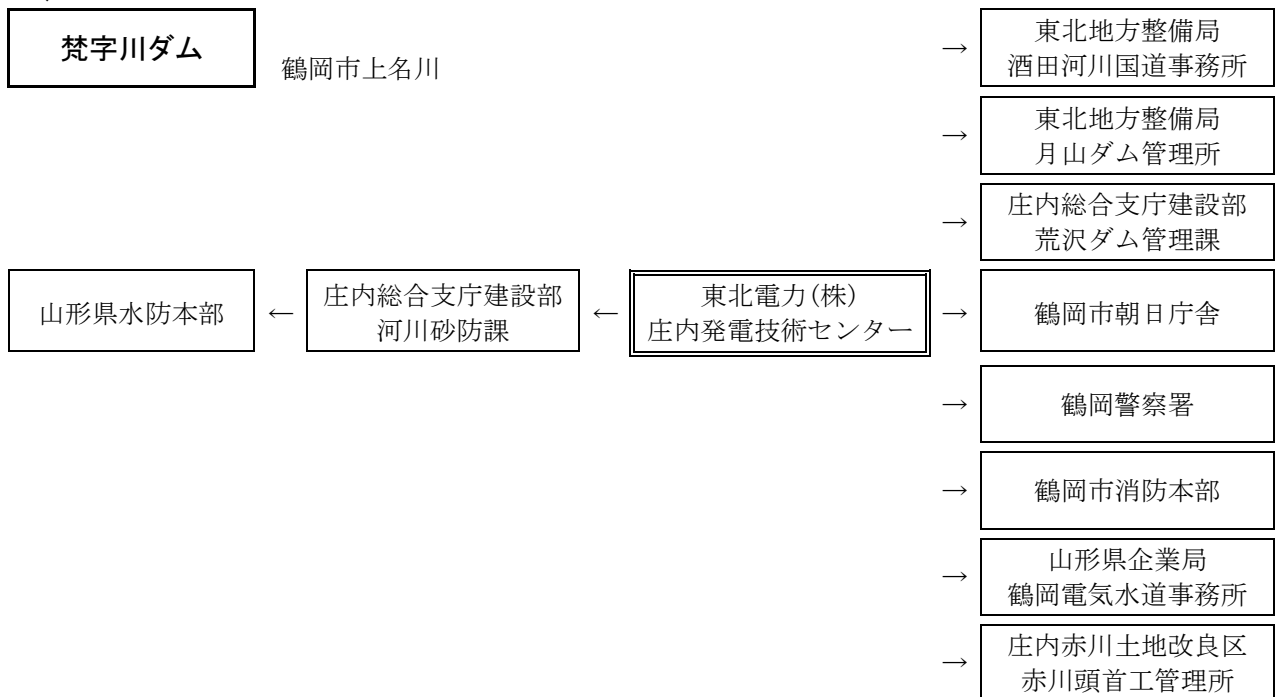 梵字川ダム
鶴岡市上名川
→
東北地方整備局
酒田河川国道事務所
→
東北地方整備局
月山ダム管理所
→
庄内総合支庁建設部
荒沢ダム管理課
山形県水防本部
←
庄内総合支庁建設部
河川砂防課
←
東北電力(株)
庄内発電技術センター
→
鶴岡市朝日庁舎
→
鶴岡警察署
→
鶴岡市消防本部
→
山形県企業局
鶴岡電気水道事務所
→
庄内赤川土地改良区
赤川頭首工管理所